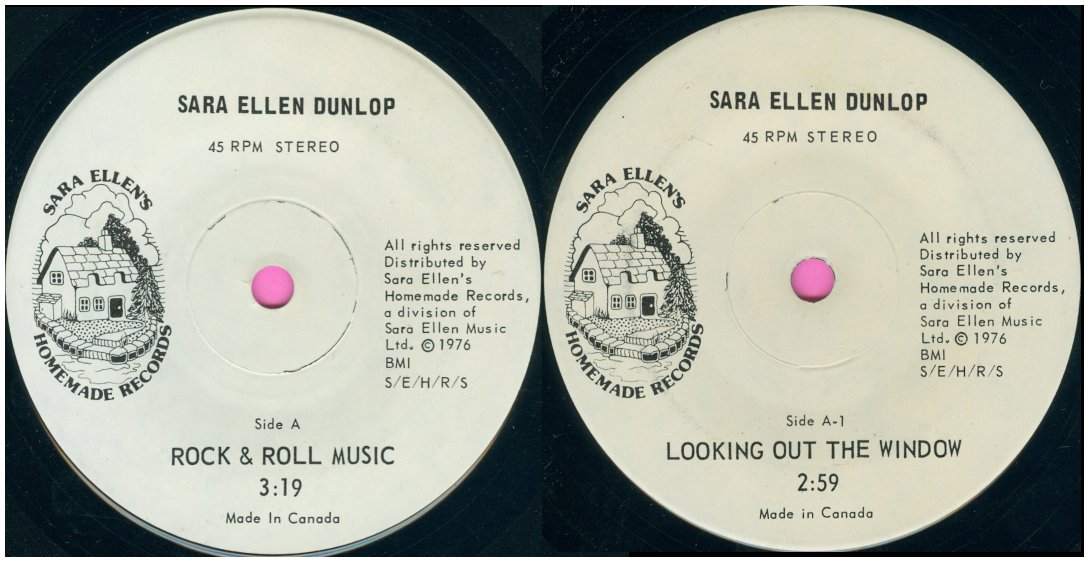 SARA ELLEN DUNLOP
45 RPM STEREO
SARA ELLEN'S
HOMEMADE RECORDS
All rights reserved
Distributed by
Sara Ellen's
Homemade Records,
a division of
Sara Ellen Music
Ltd. © 1976
BMI
S/E/H/R/S
Side A
ROCK & ROLL MUSIC
3:19
Made In Canada
SARA ELLEN DUNLOP
45 RPM STEREO
SARA ELLEN'S
HOMEMADE RECORDS
All rights reserved
Distributed by
Sara Ellen's
Homemade Records,
a division of
Sara Ellen Music
Ltd. © 1976
BMI
S/E/H/R/S
Side A-1
LOOKING OUT THE WINDOW
2:59
Made in Canada